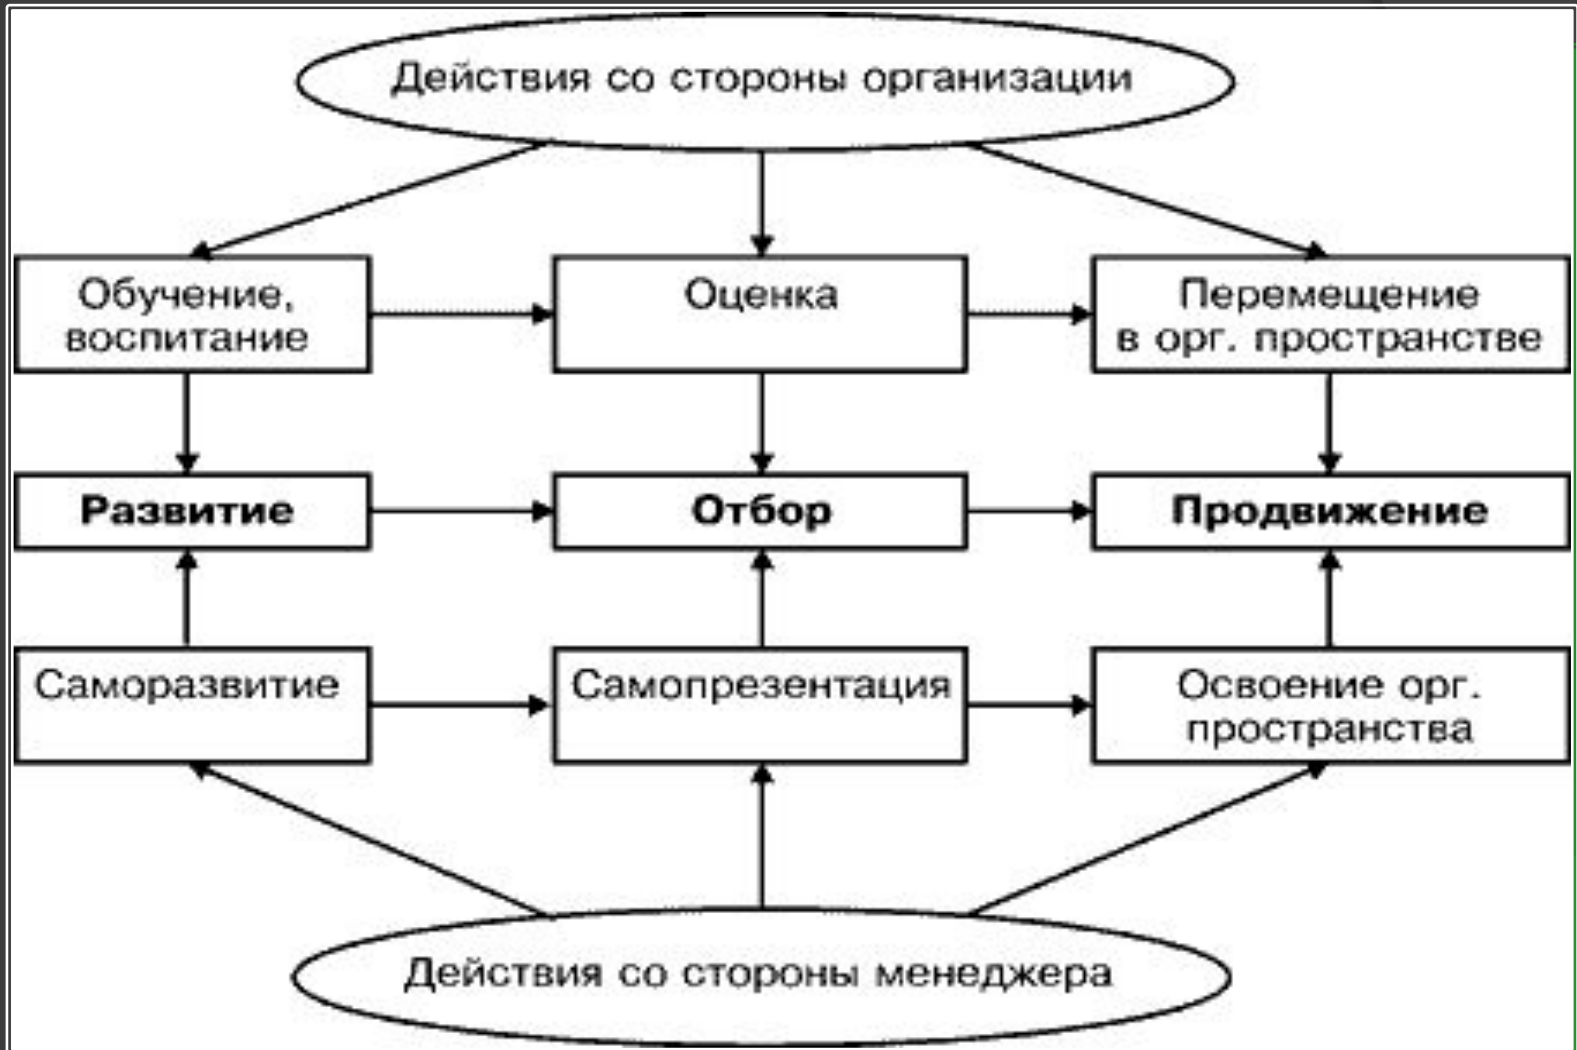 Действия со стороны организации
Обучение,
воспитание
Оценка
Перемещение
в орг. пространстве
Развитие
Отбор
Продвижение
Саморазвитие
Самопрезентация
Освоение орг.
пространства
Действия со стороны менеджера